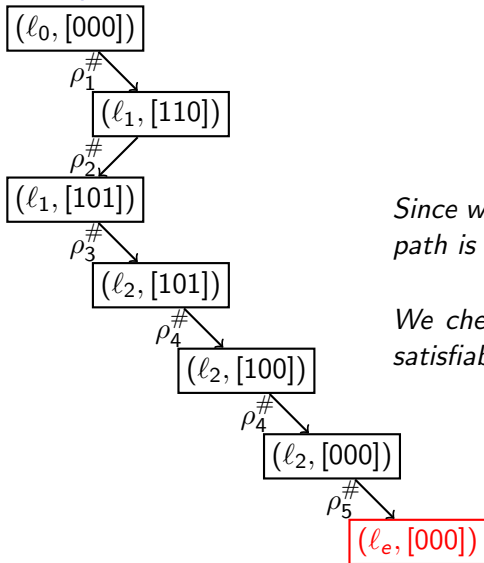 (ℓ₀, [000])
ρ₁^#
(ℓ₁, [110])
ρ₂^#
(ℓ₁, [101])
Since w
path is
ρ₃^#
(ℓ₂, [101])
We che
ρ₄^#
satisfiab
(ℓ₂, [100])
ρ₄^#
(ℓ₂, [000])
ρ₅^#
(ℓₑ, [000])